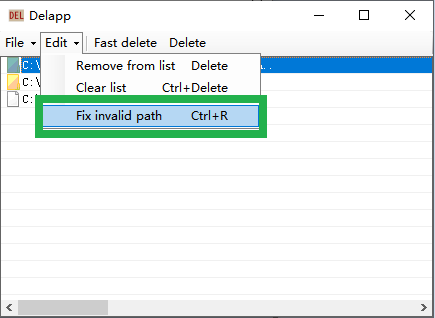 DEL Delapp
File Edit Fast delete Delete
C:\ ..
Remove from list Delete
C:\
Clear list Ctrl+Delete
C:
Fix invalid path Ctrl+R